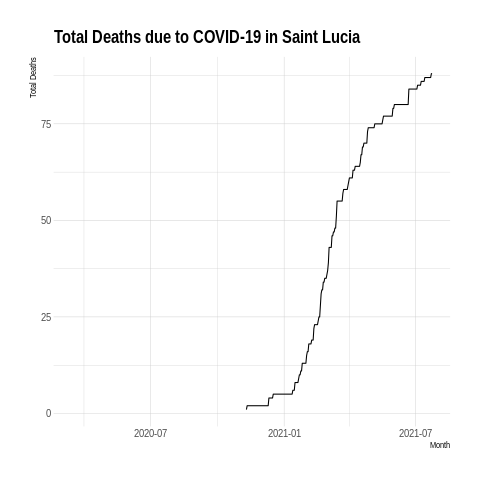 Total Deaths due to COVID-19 in Saint Lucia
Total Deaths
75
50
25
0
2020-07 2021-01 2021-07
Month